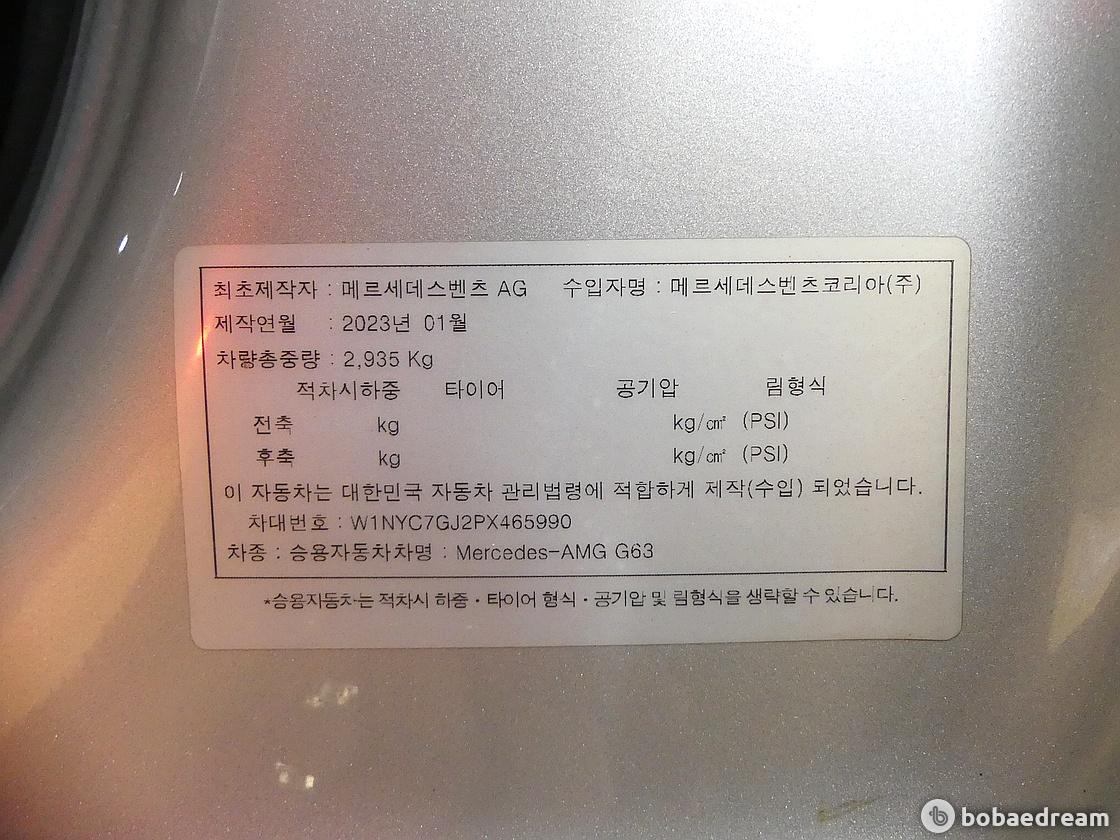 최초제작자 : 메르세데스벤츠 AG 수입자명 : 메르세데스벤츠코리아(주)
제작연월 : 2023년 01월
차량총중량 : 2,935 Kg
적차시하중 타이어 공기압 림형식
전축 kg kg/㎠ (PSI)
후축 kg kg/㎠ (PSI)
이 자동차는 대한민국 자동차 관리법령에 적합하게 제작(수입) 되었습니다.
차대번호 : W1NYC7GJ2PX465990
차종 : 승용자동차차명 : Mercedes-AMG G63
*승용자동차는 적차시 하중 · 타이어 형식 · 공기압 및 림형식을 생략할 수 있습니다.
bobaedream